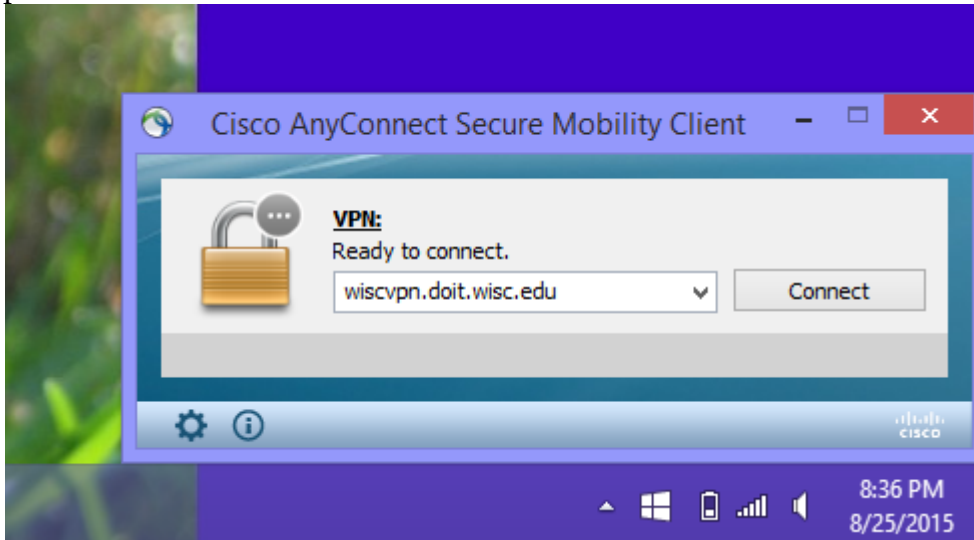 Cisco AnyConnect Secure Mobility Client
VPN:
Ready to connect.
wiscvpn.doit.wisc.edu
Connect
cisco
8:36 PM
8/25/2015